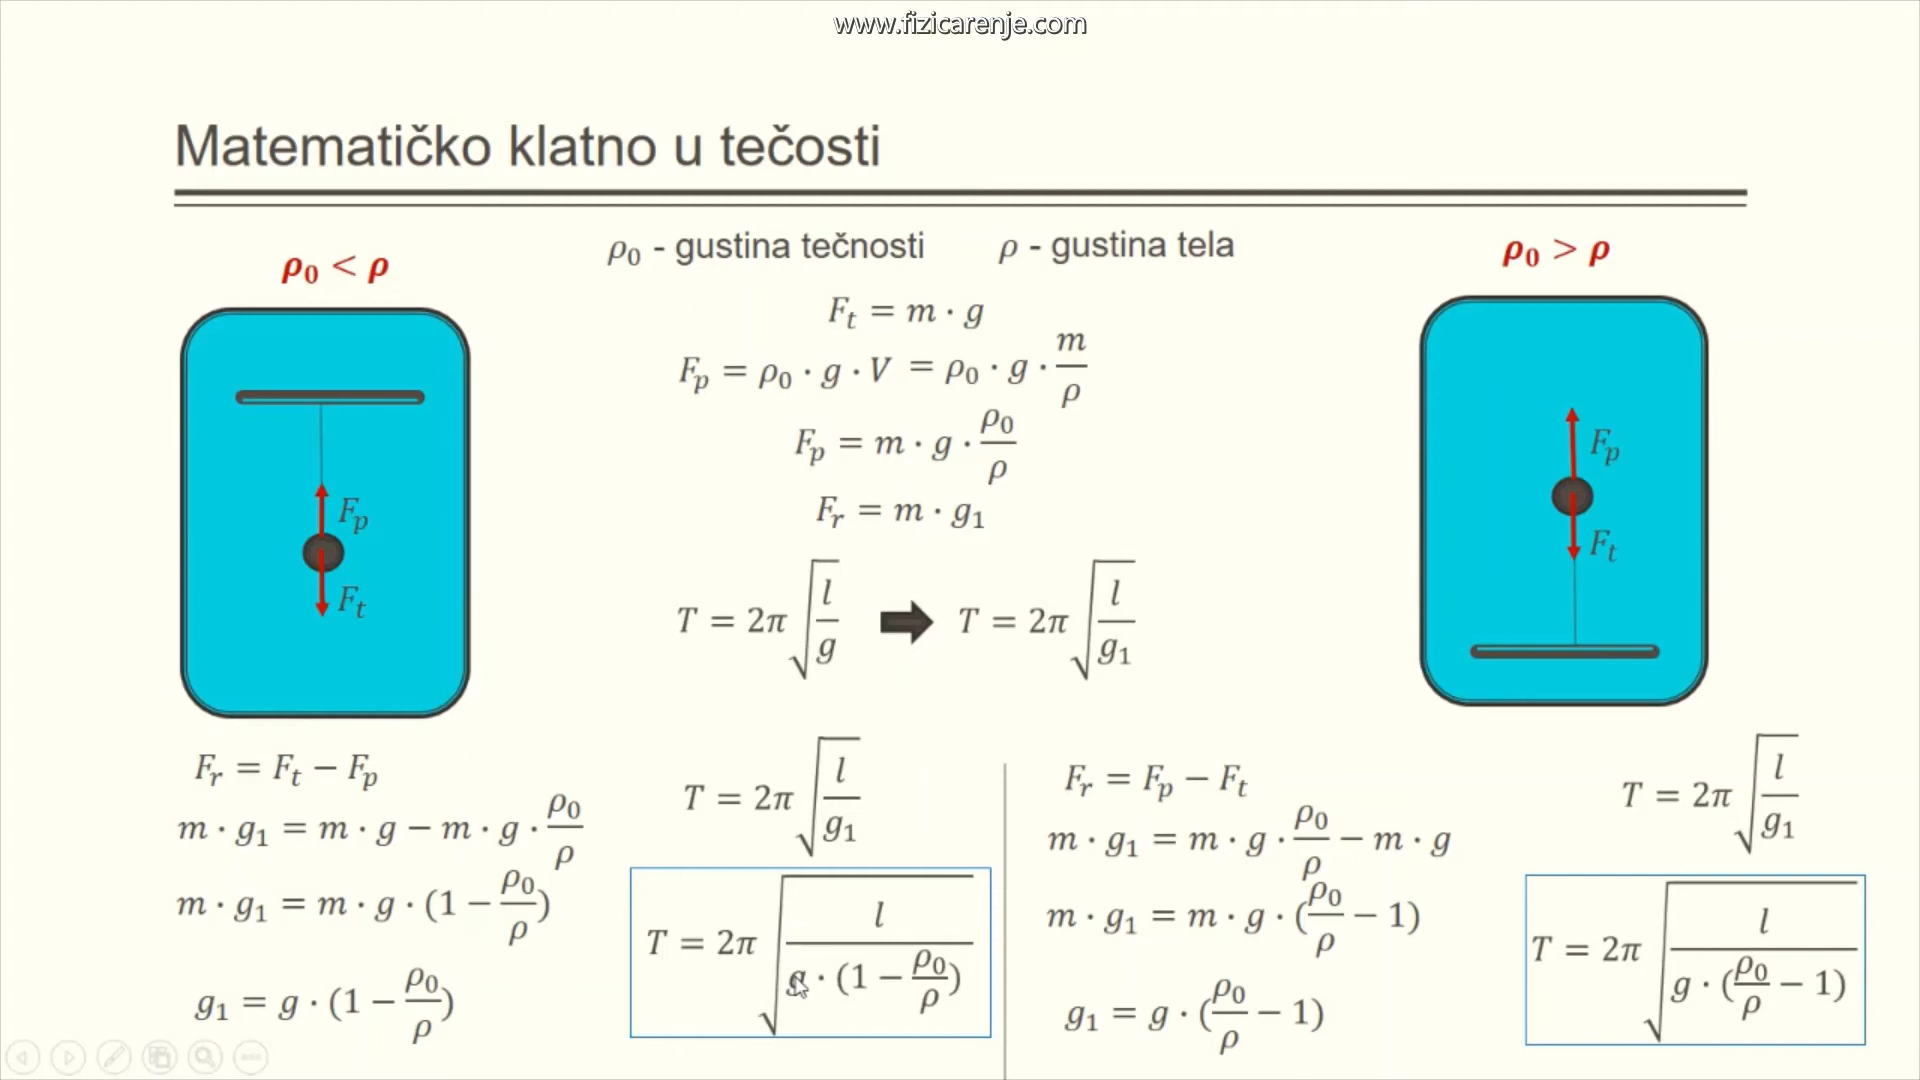 www.fizicarenje.com
Matematičko klatno u tečosti
ρ₀ < ρ
ρ₀ - gustina tečnosti
ρ - gustina tela
ρ₀ > ρ
F_t = m · g
F_p = ρ₀ · g · V = ρ₀ · g · m/ρ
F_p = m · g · ρ₀/ρ
F_r = m · g₁
T = 2π √(l/g) ➡ T = 2π √(l/g₁)
F_p
F_t
F_p
F_t
F_r = F_t − F_p
m · g₁ = m · g − m · g · ρ₀/ρ
m · g₁ = m · g · (1 − ρ₀/ρ)
g₁ = g · (1 − ρ₀/ρ)
T = 2π √(l/g₁)
T = 2π √(l/(g · (1 − ρ₀/ρ)))
F_r = F_p − F_t
m · g₁ = m · g · ρ₀/ρ − m · g
m · g₁ = m · g · (ρ₀/ρ − 1)
g₁ = g · (ρ₀/ρ − 1)
T = 2π √(l/g₁)
T = 2π √(l/(g · (ρ₀/ρ − 1)))